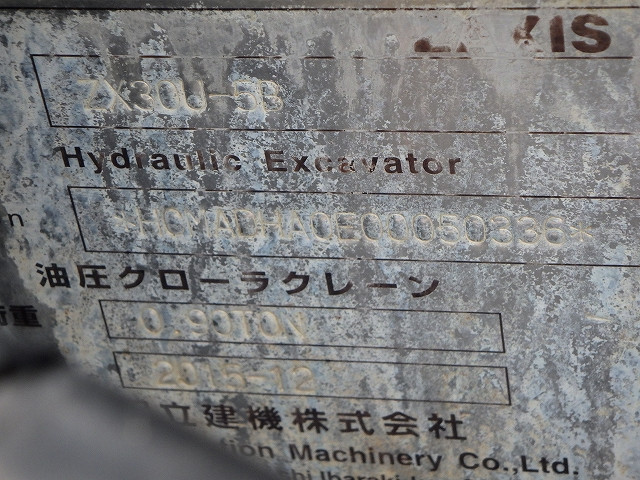 ZX30U-5B
Hydraulic Excavator
*HCMADHA0E00050336*
油圧クローラクレーン
0.90TON
2015-12
立建機株式会社
Machinery Co.,Ltd.